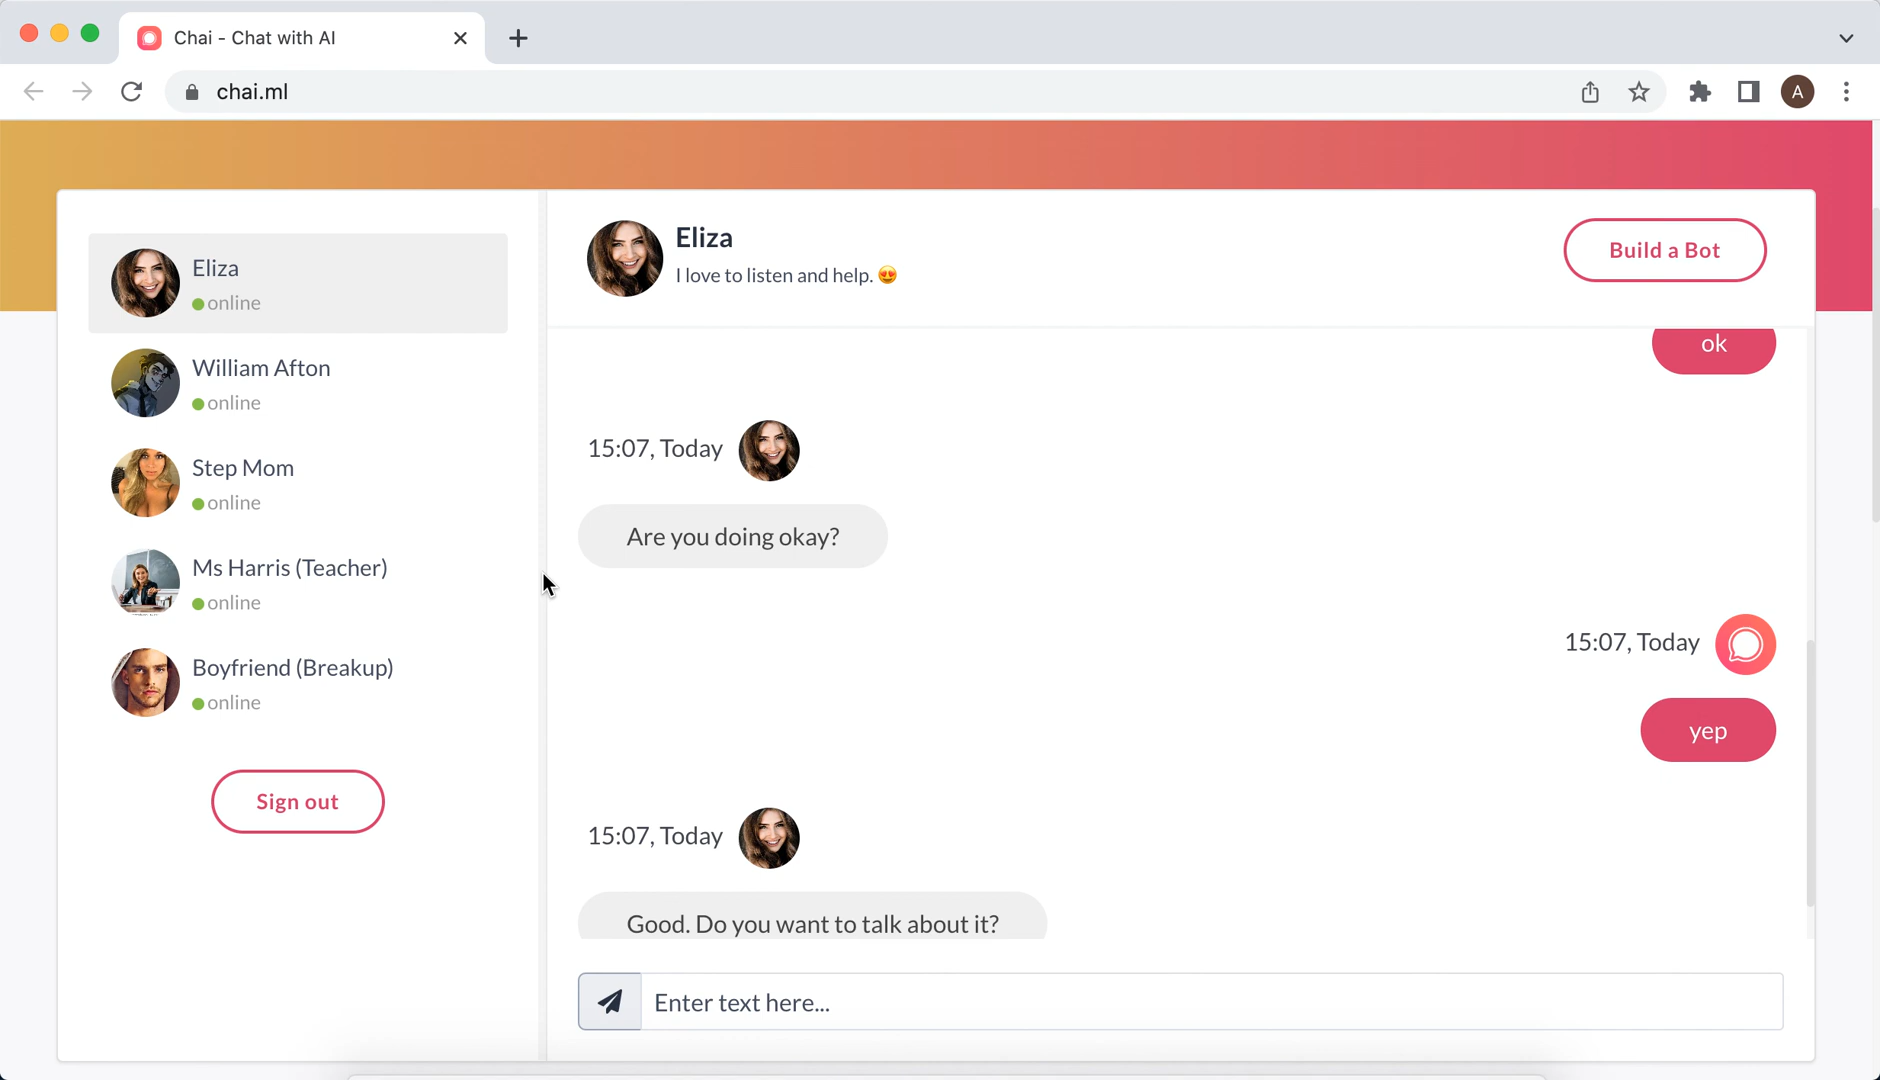 Chai - Chat with AI
chai.ml
A
Eliza
online
William Afton
online
Step Mom
online
Ms Harris (Teacher)
online
Boyfriend (Breakup)
online
Sign out
Eliza
I love to listen and help. 😍
Build a Bot
ok
15:07, Today
Are you doing okay?
15:07, Today
yep
15:07, Today
Good. Do you want to talk about it?
Enter text here...